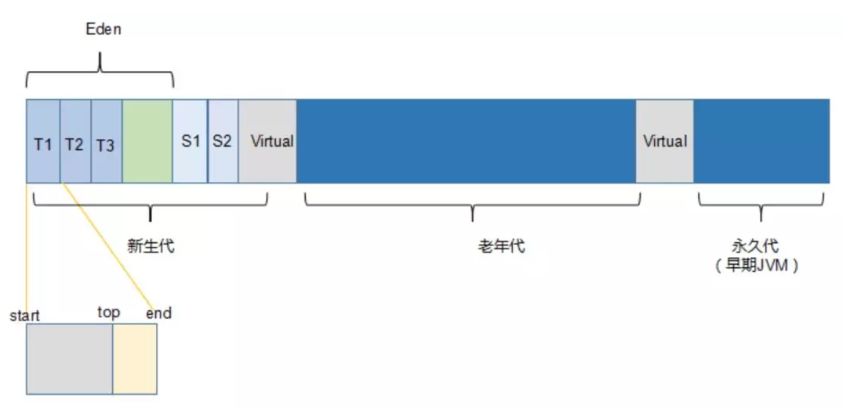 Eden
T1
T2
T3
S1
S2
Virtual
Virtual
新生代
老年代
永久代
（早期JVM）
start
top
end